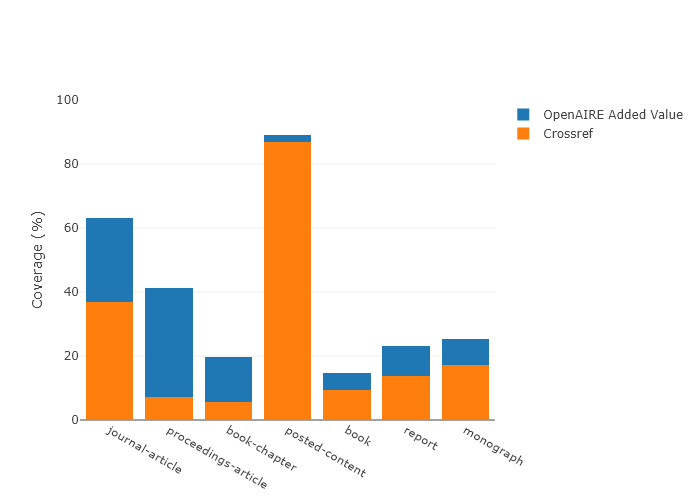 100
80
60
40
20
0
Coverage (%)
journal-article
proceedings-article
book-chapter
posted-content
book
report
monograph
OpenAIRE Added Value
Crossref